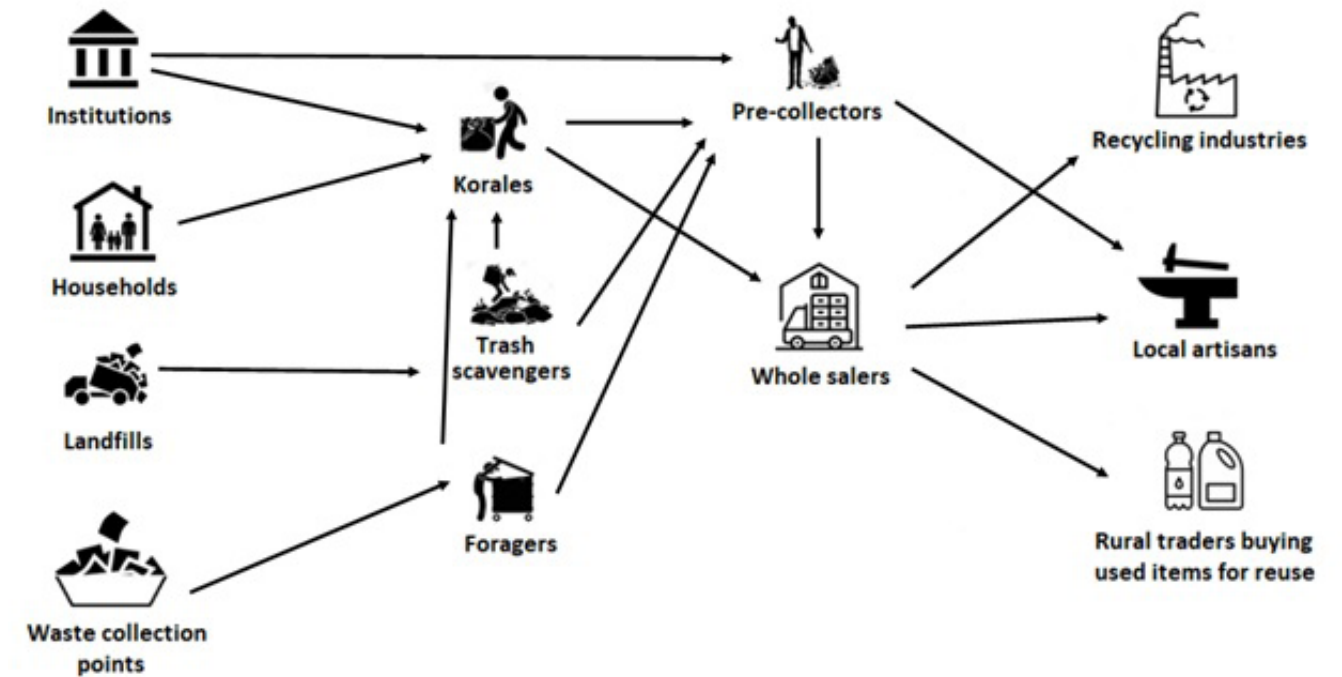 Institutions
Households
Landfills
Waste collection
points
Korales
Trash
scavengers
Foragers
Pre-collectors
Whole salers
Recycling industries
Local artisans
Rural traders buying
used items for reuse